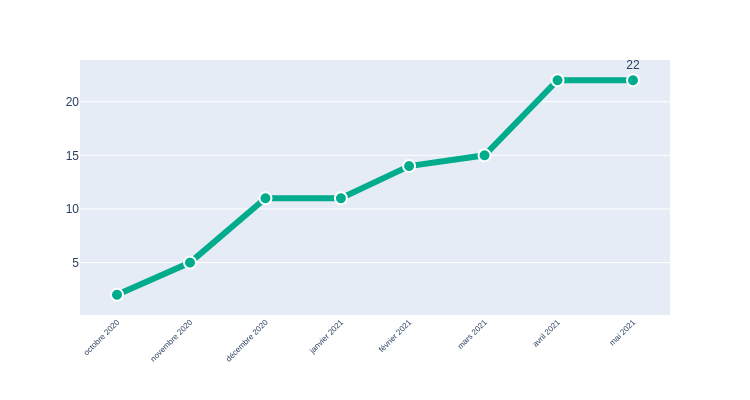 22
20
15
10
5
octobre 2020
novembre 2020
décembre 2020
janvier 2021
février 2021
mars 2021
avril 2021
mai 2021